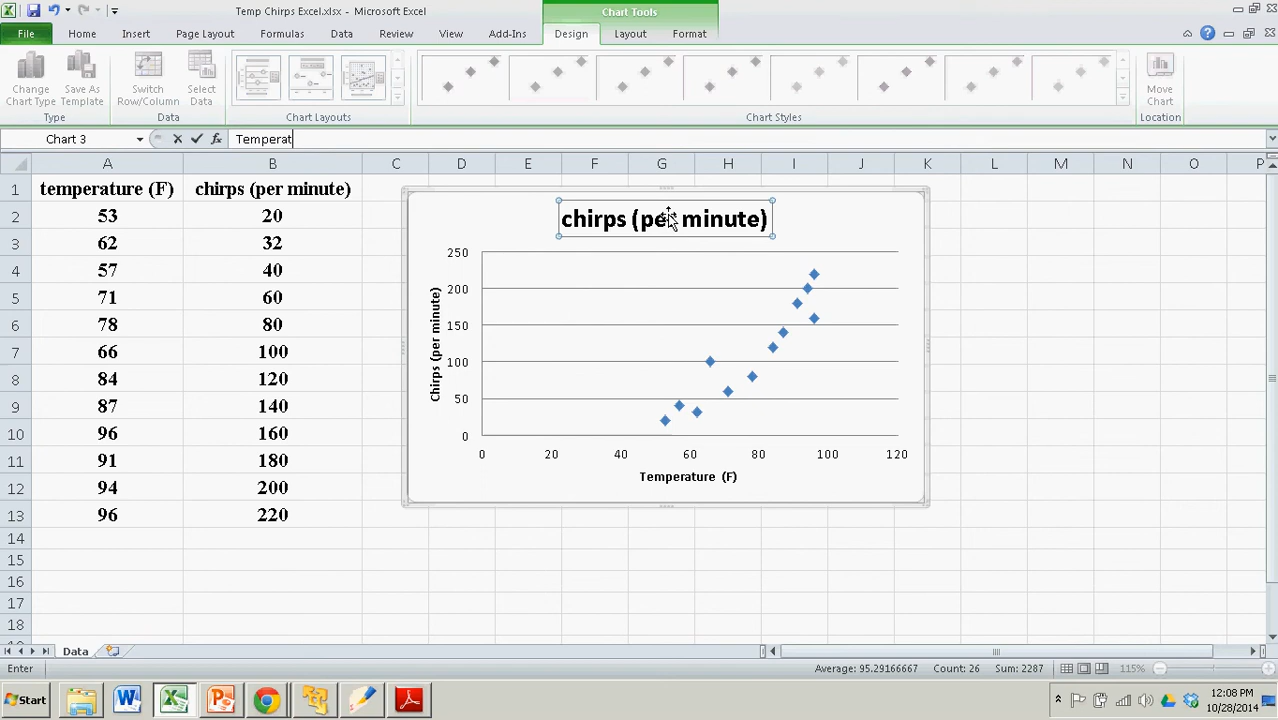 Temp Chirps Excel.xlsx - Microsoft Excel
Chart Tools
File Home Insert Page Layout Formulas Data Review View Add-Ins Design Layout Format
Change Chart Type
Save As Template
Switch Row/Column
Select Data
Move Chart
Type Data Chart Layouts Chart Styles Location
Chart 3 fx Temperat
A B C D E F G H I J K L M N O P
1 temperature (F) chirps (per minute)
2 53 20
3 62 32
4 57 40
5 71 60
6 78 80
7 66 100
8 84 120
9 87 140
10 96 160
11 91 180
12 94 200
13 96 220
14
15
16
17
18
chirps (per minute)
250
200
150
100
50
0
Chirps (per minute)
0 20 40 60 80 100 120
Temperature (F)
Data
Enter Average: 95.29166667 Count: 26 Sum: 2287 115%
Start 12:08 PM
10/28/2014